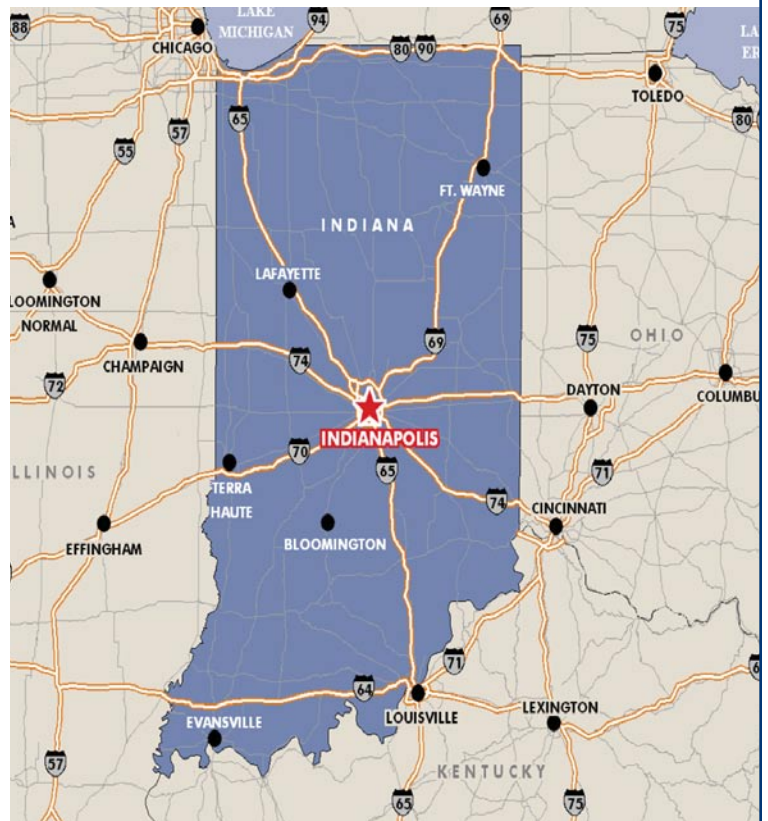 LAKE
MICHIGAN
94
69
75
88
CHICAGO
80
90
LA
ER
TOLEDO
65
57
80
55
FT. WAYNE
INDIANA
A
LAFAYETTE
LOOMINGTON
NORMAL
69
75
OHIO
CHAMPAIGN
74
72
DAYTON
COLUMBU
INDIANAPOLIS
70
65
71
LLINOIS
TERRA
HAUTE
74
CINCINNATI
EFFINGHAM
BLOOMINGTON
71
64
6
LOUISVILLE
LEXINGTON
EVANSVILLE
57
KENTUCKY
65
75